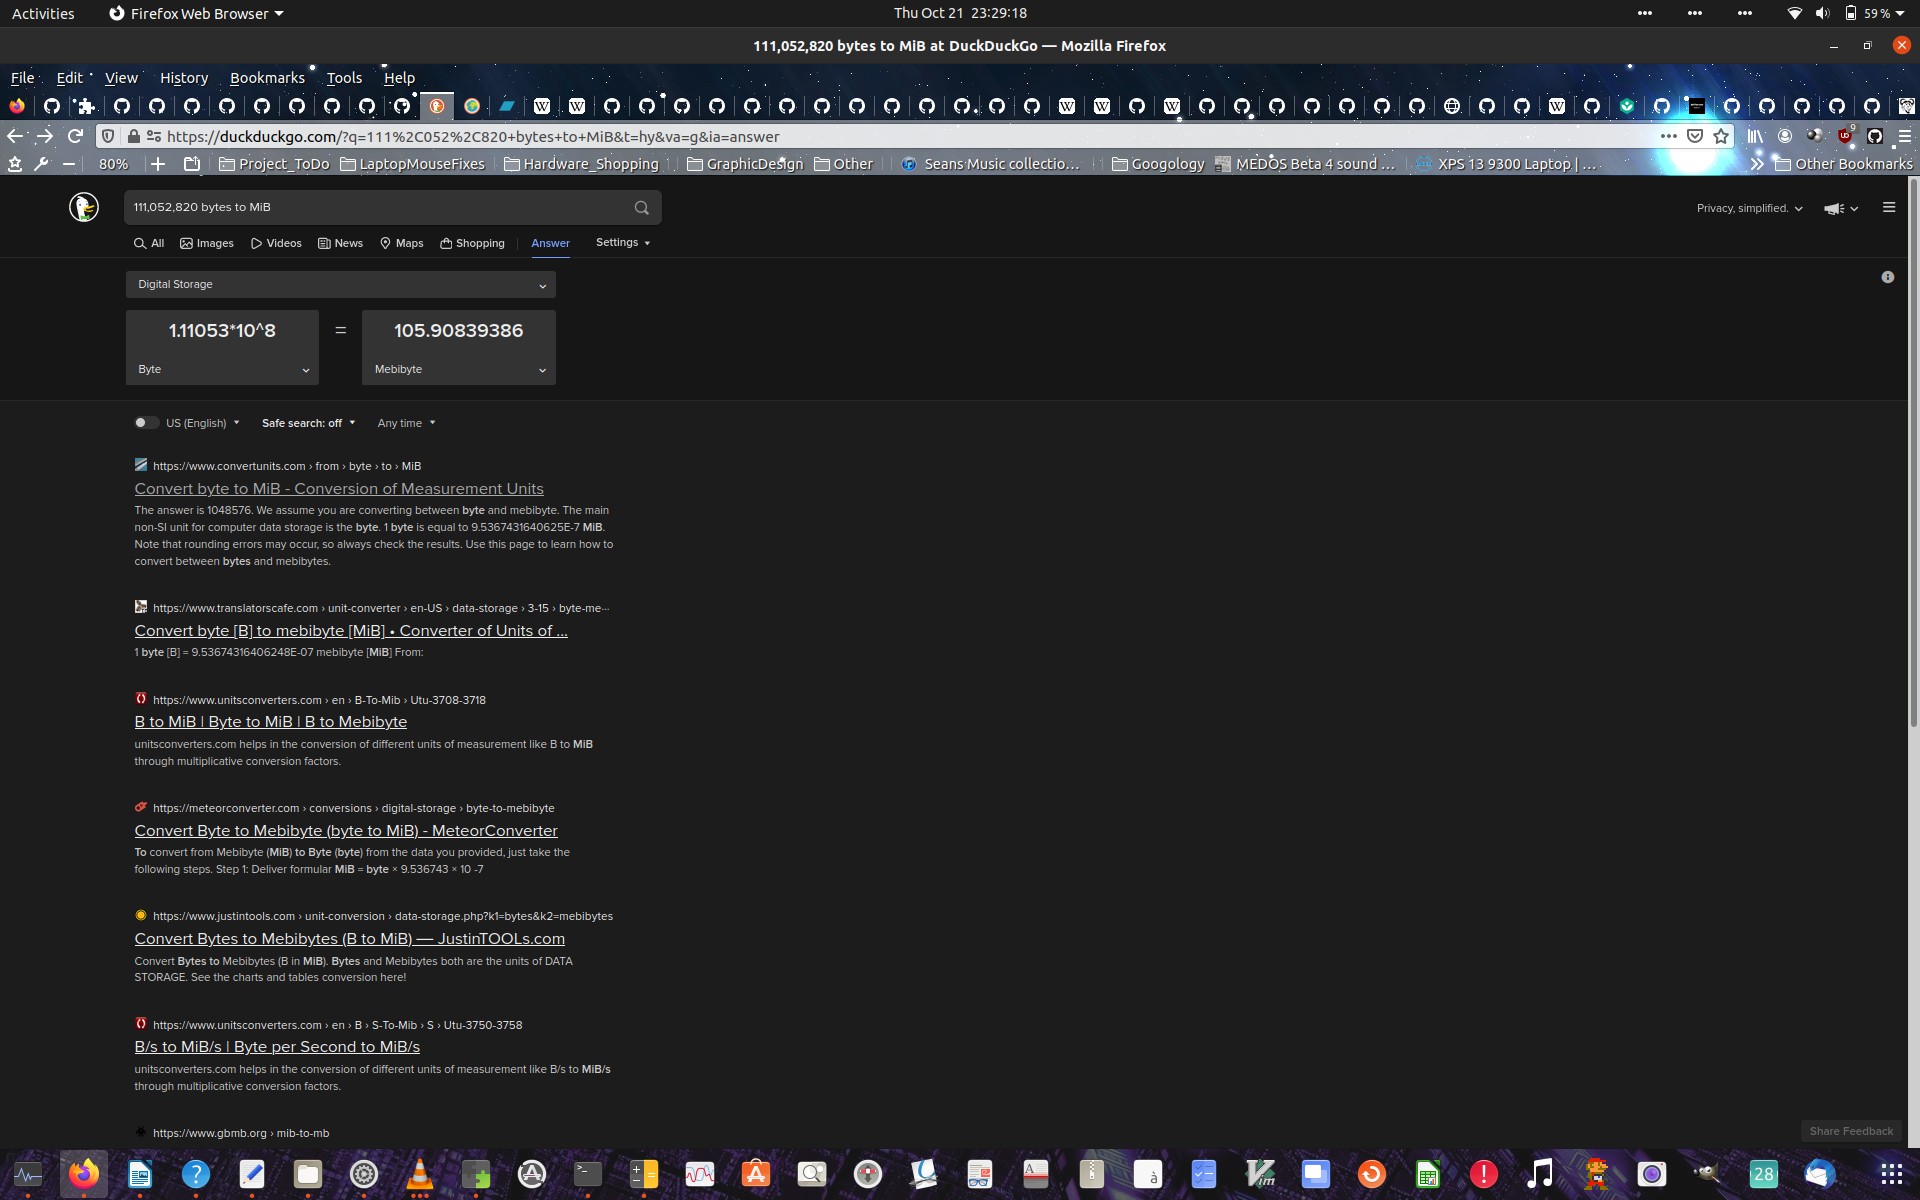 Activities
Firefox Web Browser
Thu Oct 21 23:29:18
59 %
111,052,820 bytes to MiB at DuckDuckGo — Mozilla Firefox
File Edit View History Bookmarks Tools Help
https://duckduckgo.com/?q=111%2C052%2C820+bytes+to+MiB&t=hy&va=g&ia=answer
80% Project_ToDo LaptopMouseFixes Hardware_Shopping GraphicDesign Other Seans Music collectio… Googology MEDOS Beta 4 sound … XPS 13 9300 Laptop | … Other Bookmarks
111,052,820 bytes to MiB
Privacy, simplified.
All Images Videos News Maps Shopping Answer Settings
Digital Storage
1.11053*10^8 = 105.90839386
Byte Mebibyte
US (English) Safe search: off Any time
https://www.convertunits.com › from › byte › to › MiB
Convert byte to MiB - Conversion of Measurement Units
The answer is 1048576. We assume you are converting between byte and mebibyte. The main
non-SI unit for computer data storage is the byte. 1 byte is equal to 9.5367431640625E-7 MiB.
Note that rounding errors may occur, so always check the results. Use this page to learn how to
convert between bytes and mebibytes.
https://www.translatorscafe.com › unit-converter › en-US › data-storage › 3-15 › byte-me...
Convert byte [B] to mebibyte [MiB] • Converter of Units of ...
1 byte [B] = 9.53674316406248E-07 mebibyte [MiB] From:
https://www.unitsconverters.com › en › B-To-Mib › Utu-3708-3718
B to MiB | Byte to MiB | B to Mebibyte
unitsconverters.com helps in the conversion of different units of measurement like B to MiB
through multiplicative conversion factors.
https://meteorconverter.com › conversions › digital-storage › byte-to-mebibyte
Convert Byte to Mebibyte (byte to MiB) - MeteorConverter
To convert from Mebibyte (MiB) to Byte (byte) from the data you provided, just take the
following steps. Step 1: Deliver formular MiB = byte × 9.536743 × 10 -7
https://www.justintools.com › unit-conversion › data-storage.php?k1=bytes&k2=mebibytes
Convert Bytes to Mebibytes (B to MiB) — JustinTOOLs.com
Convert Bytes to Mebibytes (B in MiB). Bytes and Mebibytes both are the units of DATA
STORAGE. See the charts and tables conversion here!
https://www.unitsconverters.com › en › B › S-To-Mib › S › Utu-3750-3758
B/s to MiB/s | Byte per Second to MiB/s
unitsconverters.com helps in the conversion of different units of measurement like B/s to MiB/s
through multiplicative conversion factors.
https://www.gbmb.org › mib-to-mb
Share Feedback
28